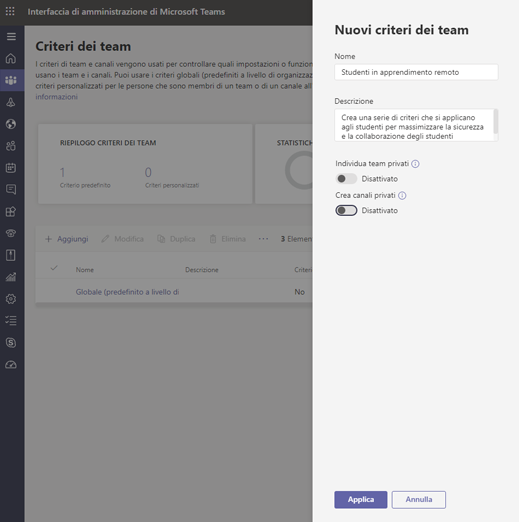 Interfaccia di amministrazione di Microsoft Teams
Criteri dei team
I criteri di team e canali vengono usati per controllare quali impostazioni o funzion
usano i team e i canali. Puoi usare i criteri globali (predefiniti a livello di organizzaz
criteri personalizzati per le persone che sono membri di un team o di un canale all
informazioni
RIEPILOGO CRITERI DEI TEAM
1
Criterio predefinito
0
Criteri personalizzati
STATISTICH
Aggiungi
Modifica
Duplica
Elimina
3 Elemen
Nome
Descrizione
Criteri
Globale (predefinito a livello di
No
Nuovi criteri dei team
Nome
Studenti in apprendimento remoto
Descrizione
Crea una serie di criteri che si applicano
agli studenti per massimizzare la sicurezza
e la collaborazione degli studenti
Individua team privati
Disattivato
Crea canali privati
Disattivato
Applica
Annulla